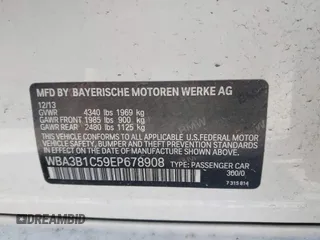 MFD BY BAYERISCHE MOTOREN WERKE AG
12/13
GVWR 4340 lbs 1969 kg
GAWR FRONT 1985 lbs 900 kg
GAWR REAR 2480 lbs 1125 kg
THIS VEHICLE CONFORMS TO ALL APPLICABLE
U.S.FEDERAL MOTOR
VEHICLE SAFETY, BUMPER AND THEFT PREVENTION
STANDARDS IN EFFECT ON THE DATE OF
MANUFACTURE SHOWN ABOVE.
WBA3B1C59EP678908 TYPE: PASSENGER CAR
300/0
7 315 814
DREAMBID